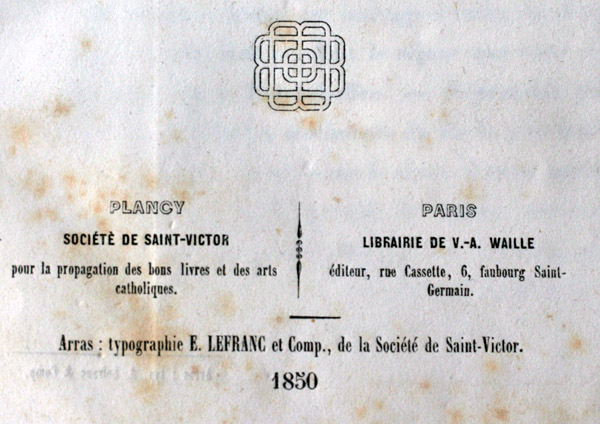 PLANCY
SOCIÉTÈ DE SAINT-VICTOR
pour la propagation des bons livres et des arts
catholiques.
PARIS
LIBRAIRIE DE V.-A. WAILLE
éditeur, rue Cassette, 6, faubourg Saint-
Germain.
Arras : typographie E. LEFRANC et Comp., de la Société de Saint-Victor.
1850